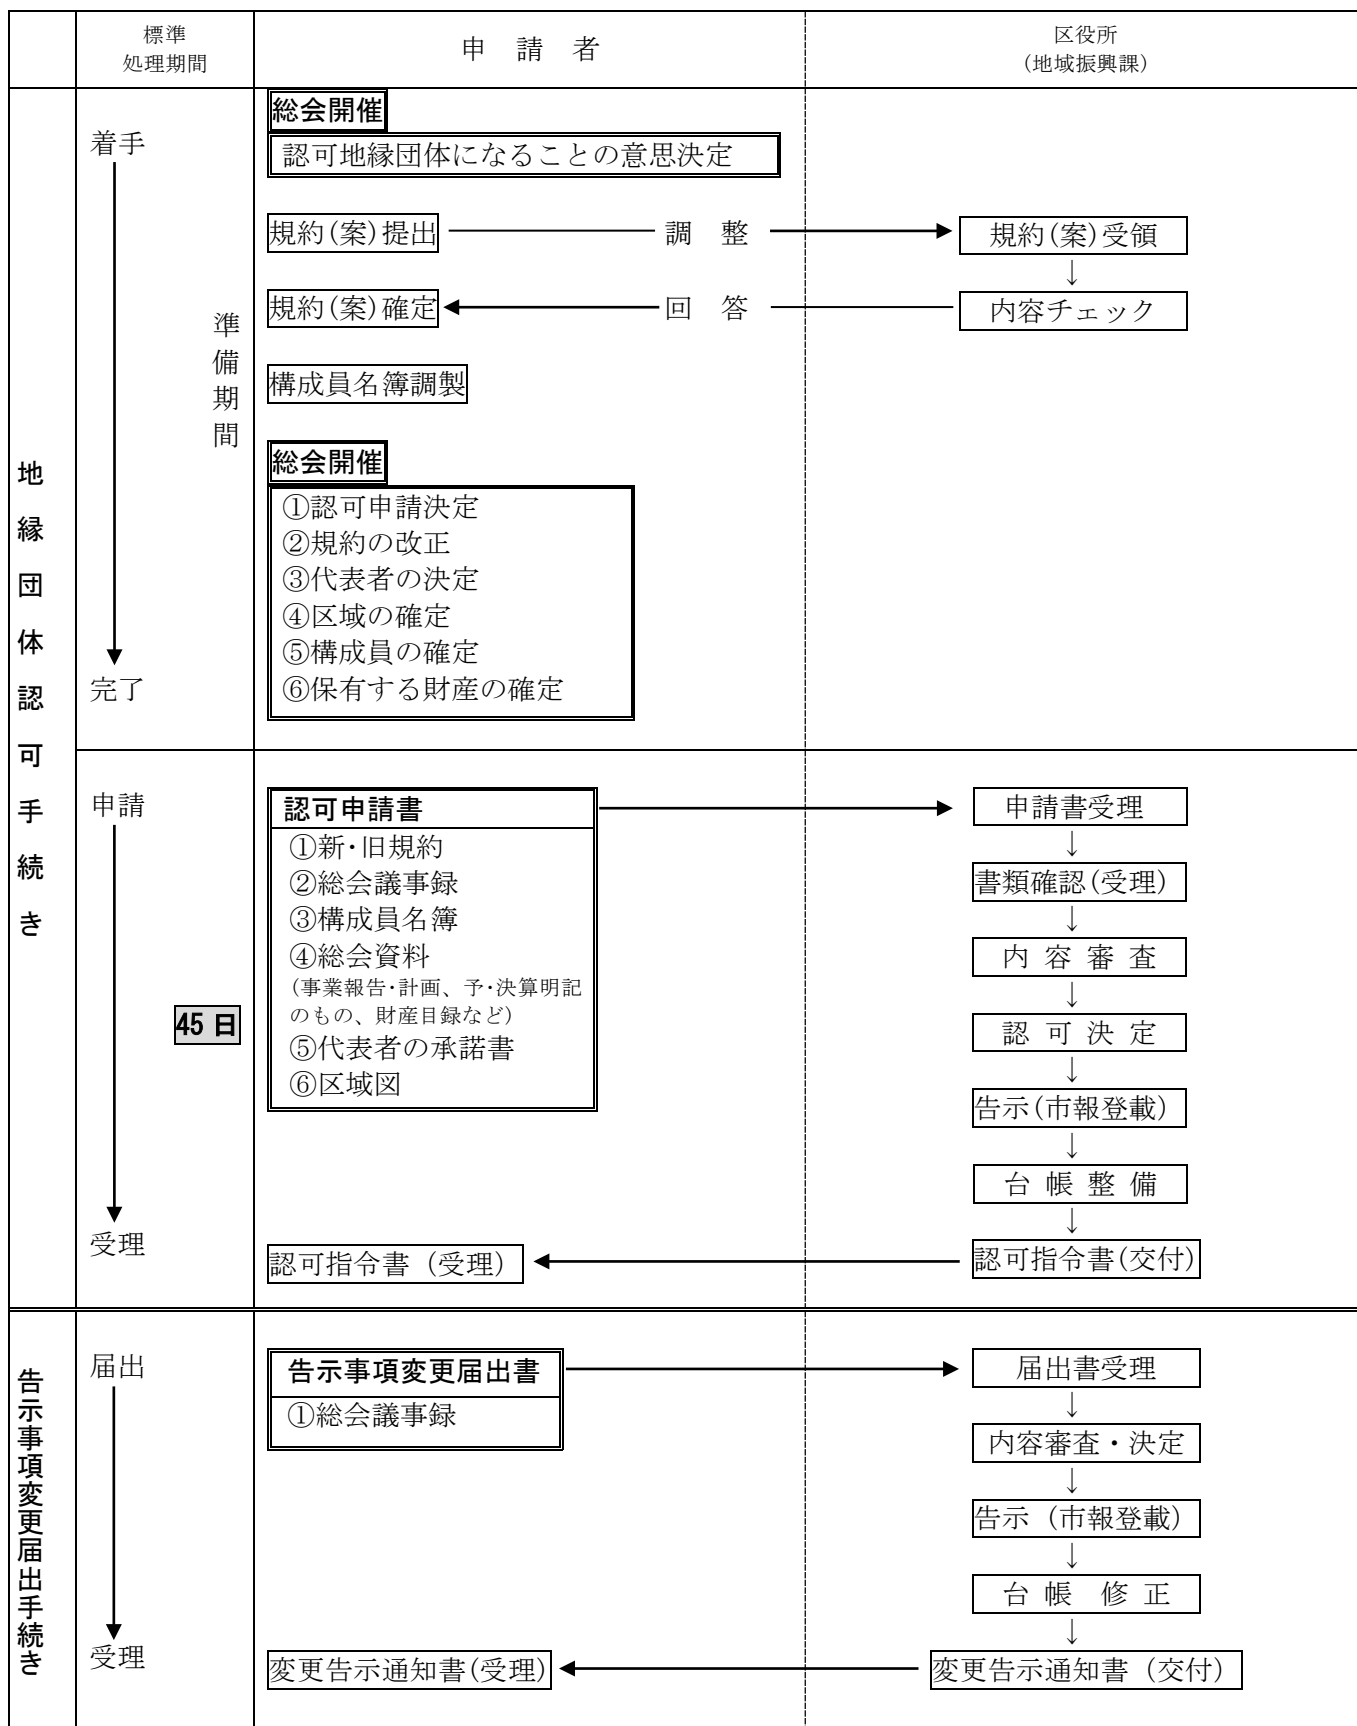 標準
処理期間
申 請 者
区役所
(地域振興課)
地縁団体認可手続き
着手
準備期間
完了
総会開催
認可地縁団体になることの意思決定
規約(案)提出
調 整
規約(案)受領
↓
規約(案)確定
回 答
内容チェック
構成員名簿調製
総会開催
①認可申請決定
②規約の改正
③代表者の決定
④区域の確定
⑤構成員の確定
⑥保有する財産の確定
申請
45 日
受理
認可申請書
①新・旧規約
②総会議事録
③構成員名簿
④総会資料
(事業報告・計画、予・決算明記
のもの、財産目録など)
⑤代表者の承諾書
⑥区域図
申請書受理
↓
書類確認(受理)
↓
内 容 審 査
↓
認 可 決 定
↓
告示(市報登載)
↓
台 帳 整 備
↓
認可指令書(交付)
認可指令書（受理）
告示事項変更届出手続き
届出
受理
告示事項変更届出書
①総会議事録
届出書受理
↓
内容審査・決定
↓
告示（市報登載）
↓
台 帳 修 正
↓
変更告示通知書（交付）
変更告示通知書(受理)